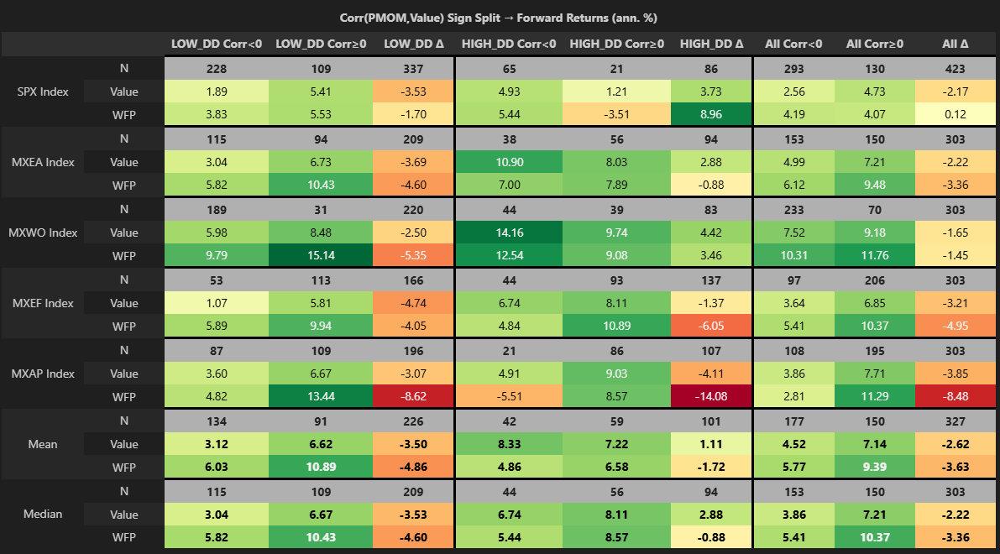 Corr(PMOM,Value) Sign Split → Forward Returns (ann. %)
LOW_DD Corr<0 LOW_DD Corr≥0 LOW_DD Δ HIGH_DD Corr<0 HIGH_DD Corr≥0 HIGH_DD Δ All Corr<0 All Corr≥0 All Δ
N 228 109 337 65 21 86 293 130 423
SPX Index Value 1.89 5.41 -3.53 4.93 1.21 3.73 2.56 4.73 -2.17
WFP 3.83 5.53 -1.70 5.44 -3.51 8.96 4.19 4.07 0.12
N 115 94 209 38 56 94 153 150 303
MXEA Index Value 3.04 6.73 -3.69 10.90 8.03 2.88 4.99 7.21 -2.22
WFP 5.82 10.43 -4.60 7.00 7.89 -0.88 6.12 9.48 -3.36
N 189 31 220 44 39 83 233 70 303
MXWO Index Value 5.98 8.48 -2.50 14.16 9.74 4.42 7.52 9.18 -1.65
WFP 9.79 15.14 -5.35 12.54 9.08 3.46 10.31 11.76 -1.45
N 53 113 166 44 93 137 97 206 303
MXEF Index Value 1.07 5.81 -4.74 6.74 8.11 -1.37 3.64 6.85 -3.21
WFP 5.89 9.94 -4.05 4.84 10.89 -6.05 5.41 10.37 -4.95
N 87 109 196 21 86 107 108 195 303
MXAP Index Value 3.60 6.67 -3.07 4.91 9.03 -4.11 3.86 7.71 -3.85
WFP 4.82 13.44 -8.62 -5.51 8.57 -14.08 2.81 11.29 -8.48
N 134 91 226 42 59 101 177 150 327
Mean Value 3.12 6.62 -3.50 8.33 7.22 1.11 4.52 7.14 -2.62
WFP 6.03 10.89 -4.86 4.86 6.58 -1.72 5.77 9.39 -3.63
N 115 109 209 44 56 94 153 150 303
Median Value 3.04 6.67 -3.53 6.74 8.11 2.88 3.86 7.21 -2.22
WFP 5.82 10.43 -4.60 5.44 8.57 -0.88 5.41 10.37 -3.36